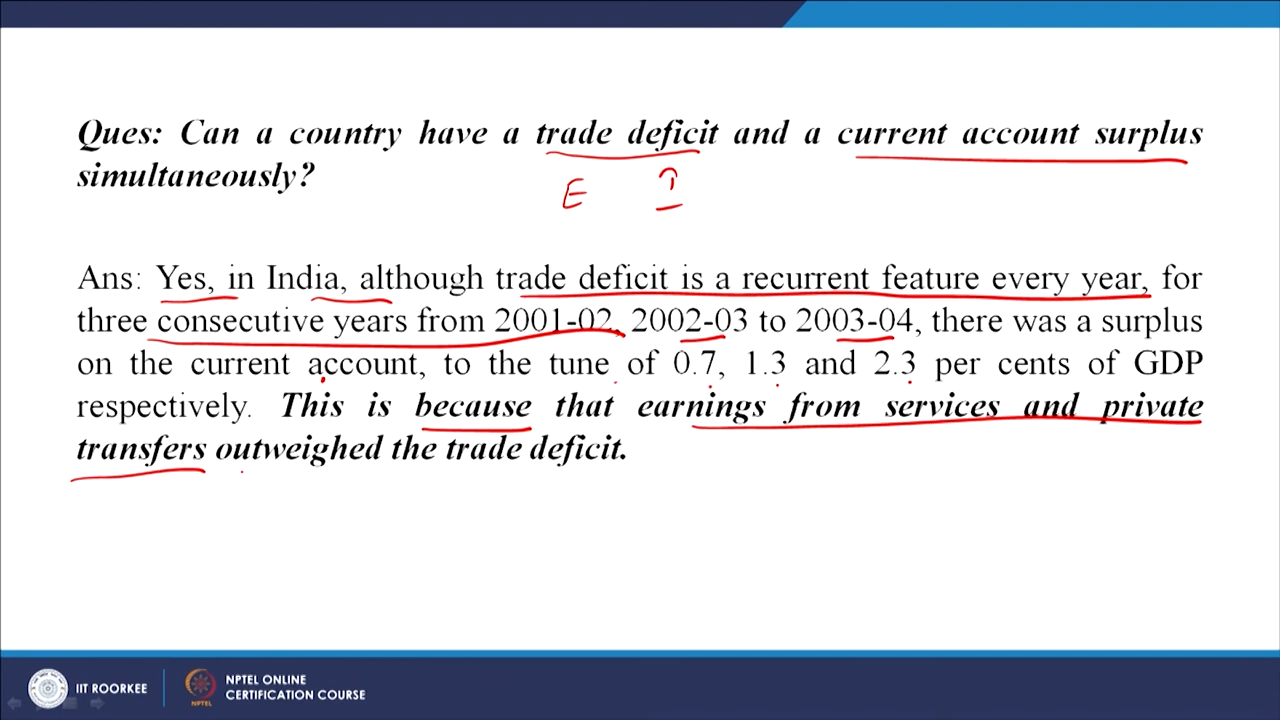 Ques: Can a country have a trade deficit and a current account surplus
simultaneously?
E I
Ans: Yes, in India, although trade deficit is a recurrent feature every year, for
three consecutive years from 2001-02, 2002-03 to 2003-04, there was a surplus
on the current account, to the tune of 0.7, 1.3 and 2.3 per cents of GDP
respectively. This is because that earnings from services and private
transfers outweighed the trade deficit.
IIT ROORKEE
NPTEL
NPTEL ONLINE
CERTIFICATION COURSE